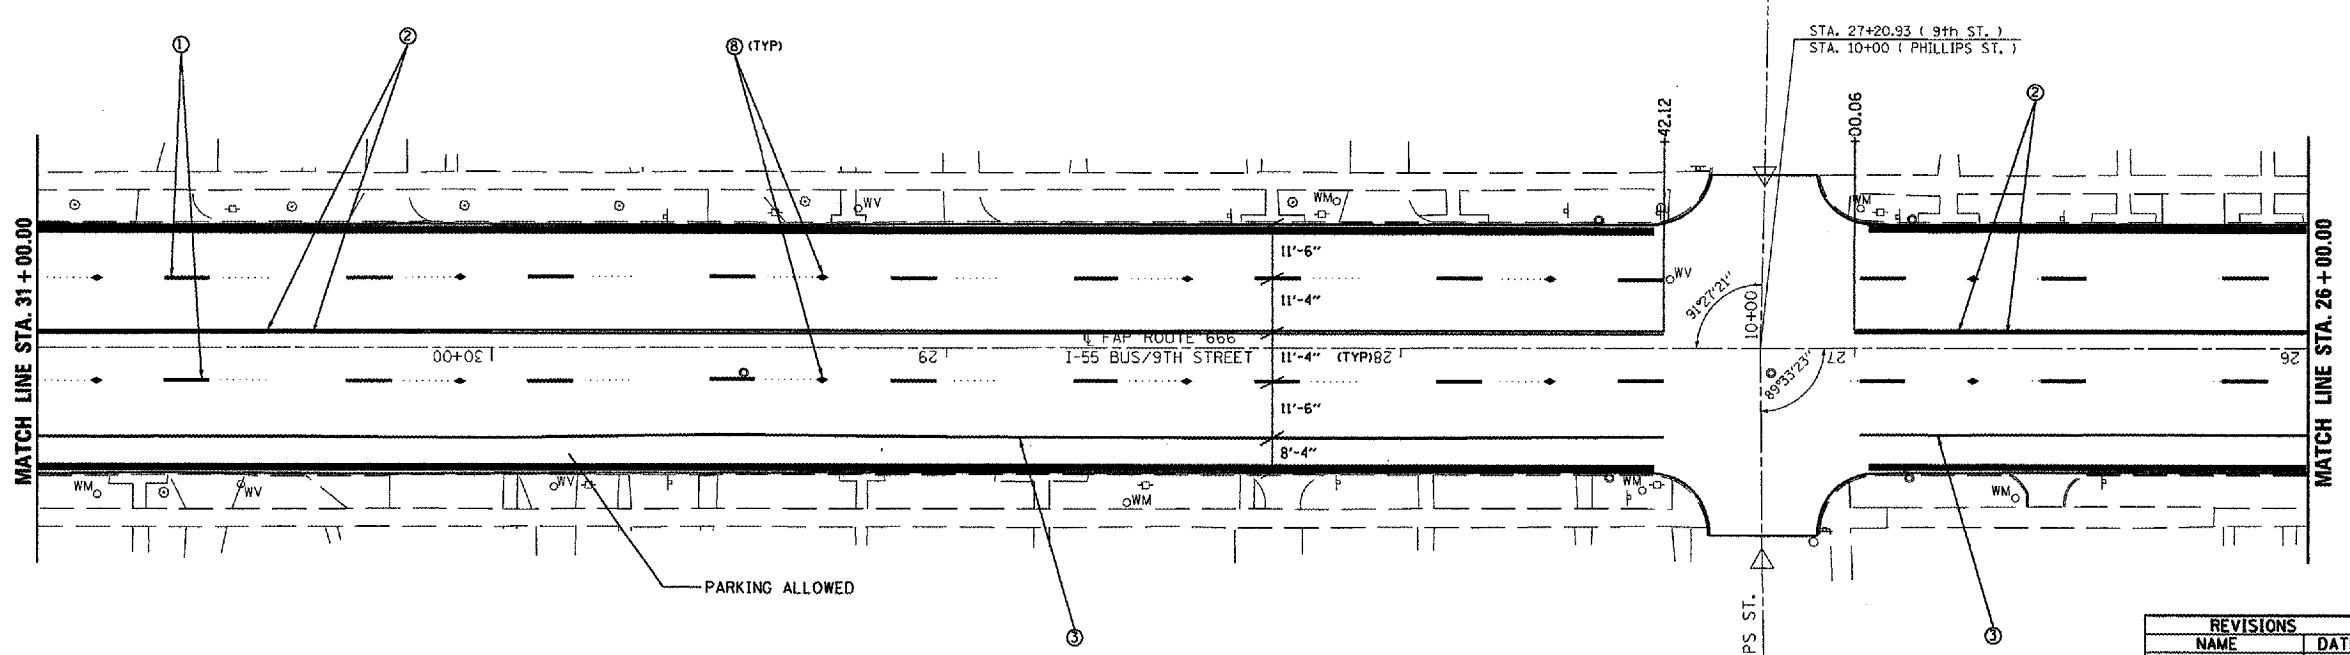 ① ② ⑧ (TYP)
STA. 27+20.93 ( 9th ST. )
STA. 10+00 ( PHILLIPS ST. )
②
+42.12
+00.06
WV
WM
WM
MATCH LINE STA. 31+00.00
MATCH LINE STA. 26+00.00
11'-6"
WV
11'-4"
91°27'21"
10+00
℄ FAP ROUTE 666
30+00
29
I-55 BUS/9TH STREET
11'-4" (TYP)
28
27
26
89°33'23"
11'-6"
8'-4"
WM
WV
WV
WM
WM
WM
PARKING ALLOWED
③
③
PS ST.
REVISIONS
NAME DAT